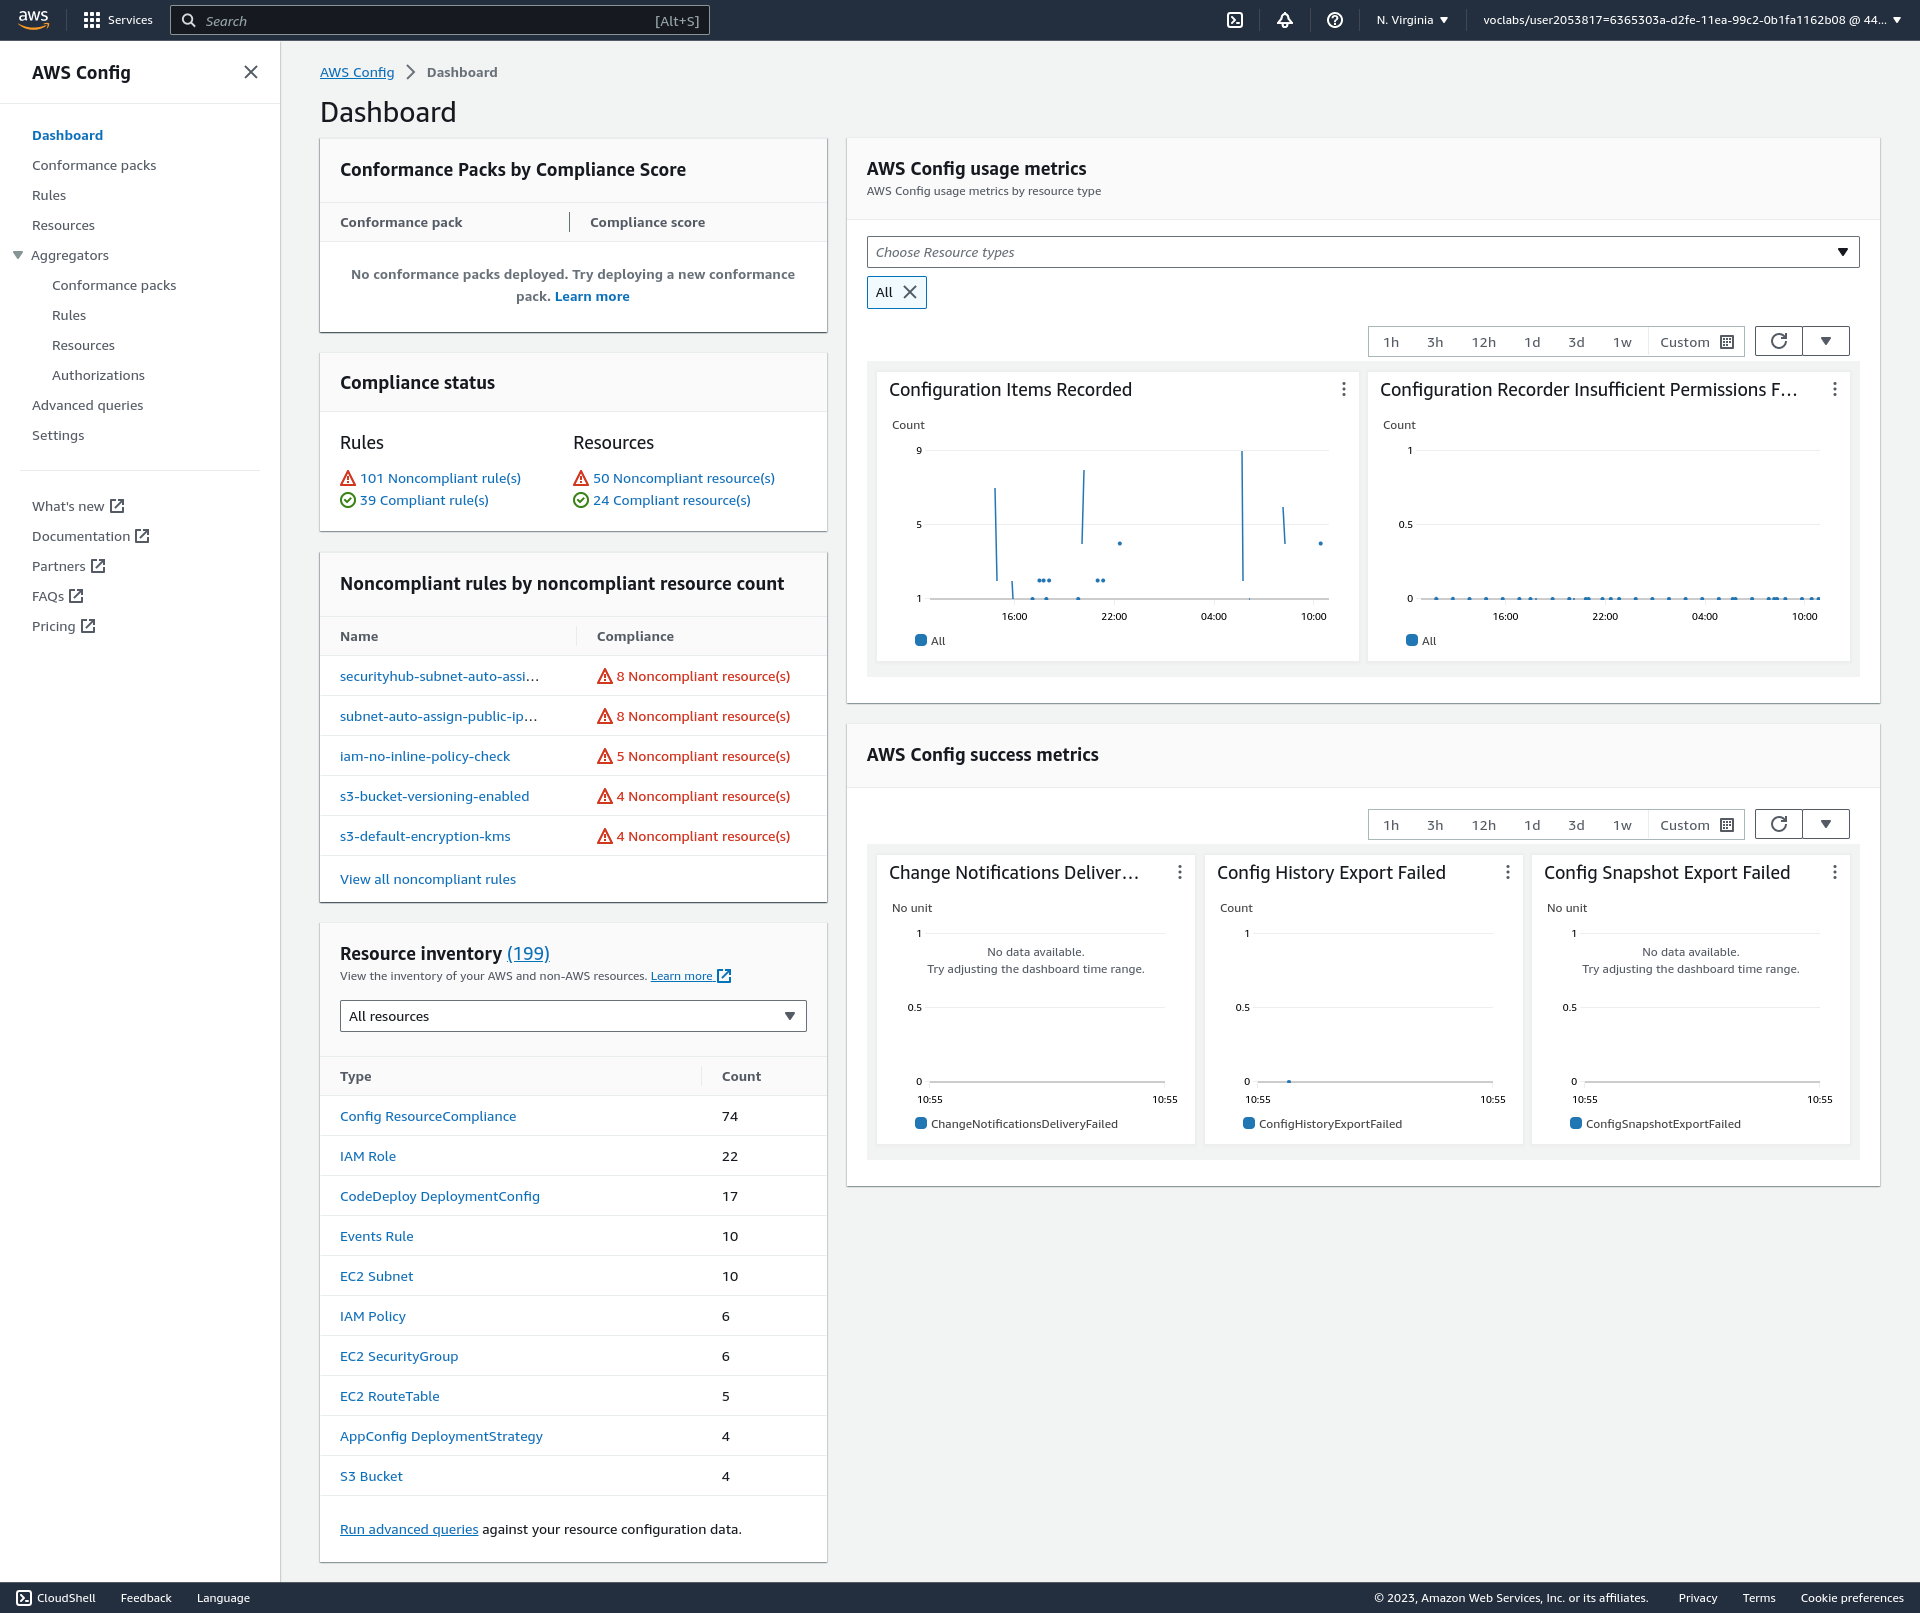 aws
Services
Search [Alt+S]
N. Virginia
voclabs/user2053817=6365303a-d2fe-11ea-99c2-0b1fa1162b08 @ 44...
AWS Config
Dashboard
Conformance packs
Rules
Resources
Aggregators
Conformance packs
Rules
Resources
Authorizations
Advanced queries
Settings
What's new
Documentation
Partners
FAQs
Pricing
AWS Config > Dashboard
Dashboard
Conformance Packs by Compliance Score
Conformance pack Compliance score
No conformance packs deployed. Try deploying a new conformance
pack. Learn more
Compliance status
Rules Resources
101 Noncompliant rule(s) 50 Noncompliant resource(s)
39 Compliant rule(s) 24 Compliant resource(s)
Noncompliant rules by noncompliant resource count
Name Compliance
securityhub-subnet-auto-assi... 8 Noncompliant resource(s)
subnet-auto-assign-public-ip... 8 Noncompliant resource(s)
iam-no-inline-policy-check 5 Noncompliant resource(s)
s3-bucket-versioning-enabled 4 Noncompliant resource(s)
s3-default-encryption-kms 4 Noncompliant resource(s)
View all noncompliant rules
Resource inventory (199)
View the inventory of your AWS and non-AWS resources. Learn more
All resources
Type Count
Config ResourceCompliance 74
IAM Role 22
CodeDeploy DeploymentConfig 17
Events Rule 10
EC2 Subnet 10
IAM Policy 6
EC2 SecurityGroup 6
EC2 RouteTable 5
AppConfig DeploymentStrategy 4
S3 Bucket 4
Run advanced queries against your resource configuration data.
AWS Config usage metrics
AWS Config usage metrics by resource type
Choose Resource types
All
1h 3h 12h 1d 3d 1w Custom
Configuration Items Recorded
Count
9
5
1
16:00 22:00 04:00 10:00
All
Configuration Recorder Insufficient Permissions F...
Count
1
0.5
0
16:00 22:00 04:00 10:00
All
AWS Config success metrics
1h 3h 12h 1d 3d 1w Custom
Change Notifications Deliver...
No unit
1
No data available.
Try adjusting the dashboard time range.
0.5
0
10:55 10:55
ChangeNotificationsDeliveryFailed
Config History Export Failed
Count
1
0.5
0
10:55 10:55
ConfigHistoryExportFailed
Config Snapshot Export Failed
No unit
1
No data available.
Try adjusting the dashboard time range.
0.5
0
10:55 10:55
ConfigSnapshotExportFailed
CloudShell Feedback Language
© 2023, Amazon Web Services, Inc. or its affiliates. Privacy Terms Cookie preferences